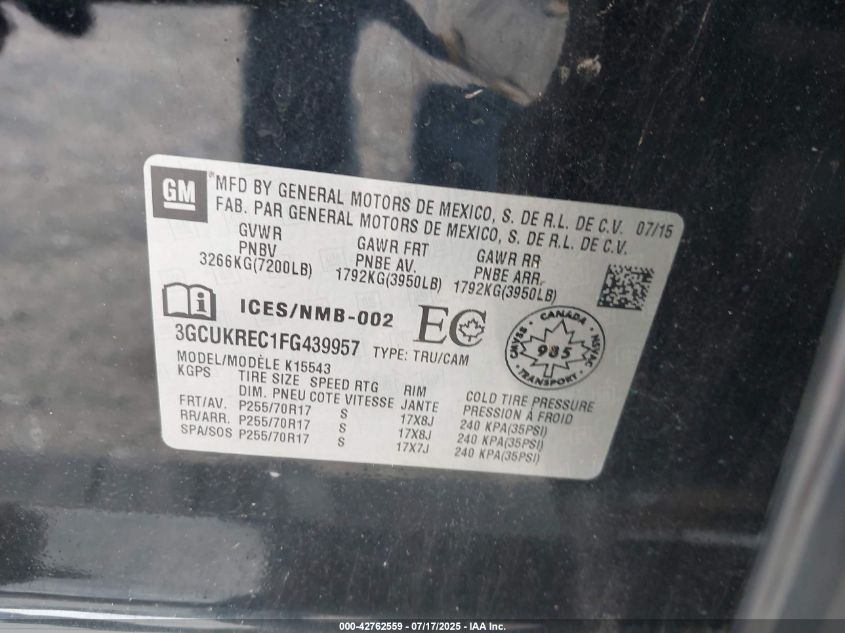 GM
MFD BY GENERAL MOTORS DE MEXICO, S. DE R.L. DE C.V. 07/15
FAB. PAR GENERAL MOTORS DE MEXICO, S. DE R.L. DE C.V.
GVWR GAWR FRT GAWR RR
PNBV PNBE AV. PNBE ARR.
3266KG(7200LB) 1792KG(3950LB) 1792KG(3950LB)
ICES/NMB-002 EC
3GCUKREC1FG439957 TYPE: TRU/CAM
CANADA
CMVSS 985 NSVAC
TRANSPORT
MODEL/MODÈLE K15543
KGPS TIRE SIZE SPEED RTG RIM COLD TIRE PRESSURE
DIM. PNEU COTE VITESSE JANTE PRESSION À FROID
FRT/AV. P255/70R17 S 17X8J 240 KPA(35PSI)
RR/ARR. P255/70R17 S 17X8J 240 KPA(35PSI)
SPA/SOS P255/70R17 S 17X7J 240 KPA(35PSI)
000-42762559 - 07/17/2025 - IAA Inc.